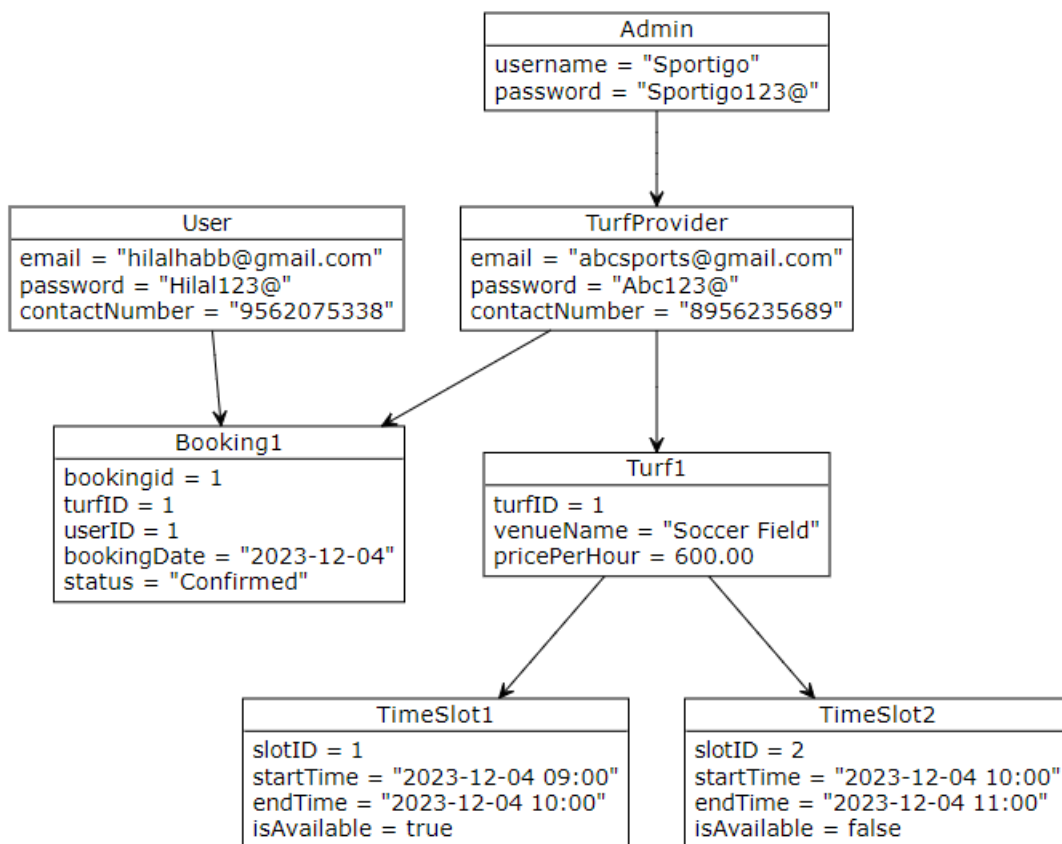 Admin
username = "Sportigo"
password = "Sportigo123@"
User
email = "hilalhabb@gmail.com"
password = "Hilal123@"
contactNumber = "9562075338"
TurfProvider
email = "abcsports@gmail.com"
password = "Abc123@"
contactNumber = "8956235689"
Booking1
bookingid = 1
turfID = 1
userID = 1
bookingDate = "2023-12-04"
status = "Confirmed"
Turf1
turfID = 1
venueName = "Soccer Field"
pricePerHour = 600.00
TimeSlot1
slotID = 1
startTime = "2023-12-04 09:00"
endTime = "2023-12-04 10:00"
isAvailable = true
TimeSlot2
slotID = 2
startTime = "2023-12-04 10:00"
endTime = "2023-12-04 11:00"
isAvailable = false